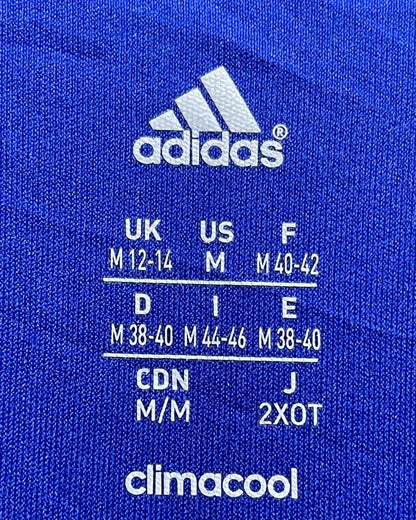 adidas®
UK US F
M 12-14 M M 40-42
D I E
M 38-40 M 44-46 M 38-40
CDN J
M/M 2XOT
climacool